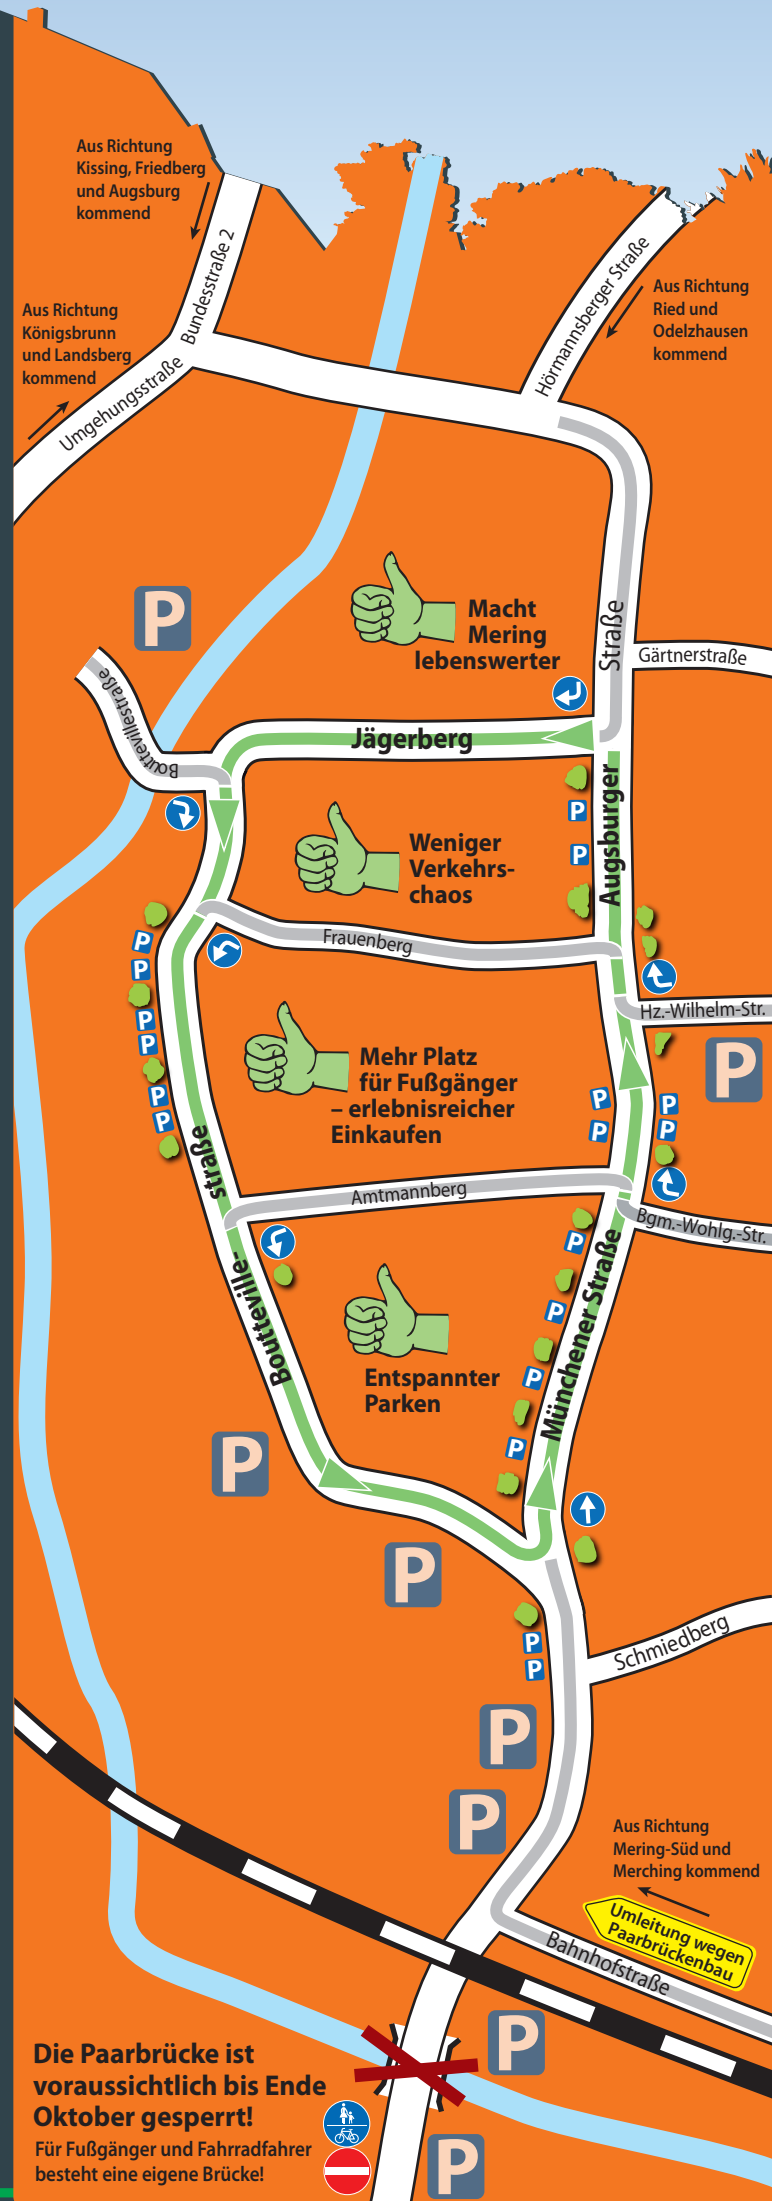 Aus Richtung
Kissing, Friedberg
und Augsburg
kommend
Bundesstraße 2
Aus Richtung
Königsbrunn
und Landsberg
kommend
Umgehungsstraße
Hörmannsberger Straße
Aus Richtung
Ried und
Odelzhausen
kommend
P
Macht
Mering
lebenswerter
Straße
Gärtnerstraße
Bouttevillestraße
Jägerberg
Augsburger
P
P
Weniger
Verkehrs-
chaos
Frauenberg
P
P
P
P
P
P
Hz.-Wilhelm-Str.
P
Mehr Platz
für Fußgänger
– erlebnisreicher
Einkaufen
P
P
P
P
Boutteville-
straße
Amtmannberg
Bgm.-Wohlg.-Str.
Münchener Straße
P
P
P
P
Entspannter
Parken
P
P
P
P
Schmiedberg
P
P
Aus Richtung
Mering-Süd und
Merching kommend
Umleitung wegen
Paarbrückenbau
Bahnhofstraße
P
Die Paarbrücke ist
voraussichtlich bis Ende
Oktober gesperrt!
Für Fußgänger und Fahrradfahrer
besteht eine eigene Brücke!
P